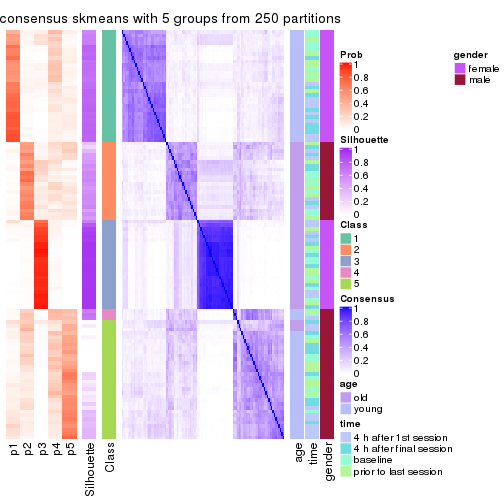 consensus skmeans with 5 groups from 250 partitions
Prob
1
0.8
0.6
0.4
0.2
0
gender
female
male
Silhouette
1
0.8
0.6
0.4
0.2
0
Class
1
2
3
4
5
Consensus
1
0.8
0.6
0.4
0.2
0
age
old
young
time
4 h after 1st session
4 h after final session
baseline
prior to last session
p1
p2
p3
p4
p5
Silhouette
Class
age
time
gender